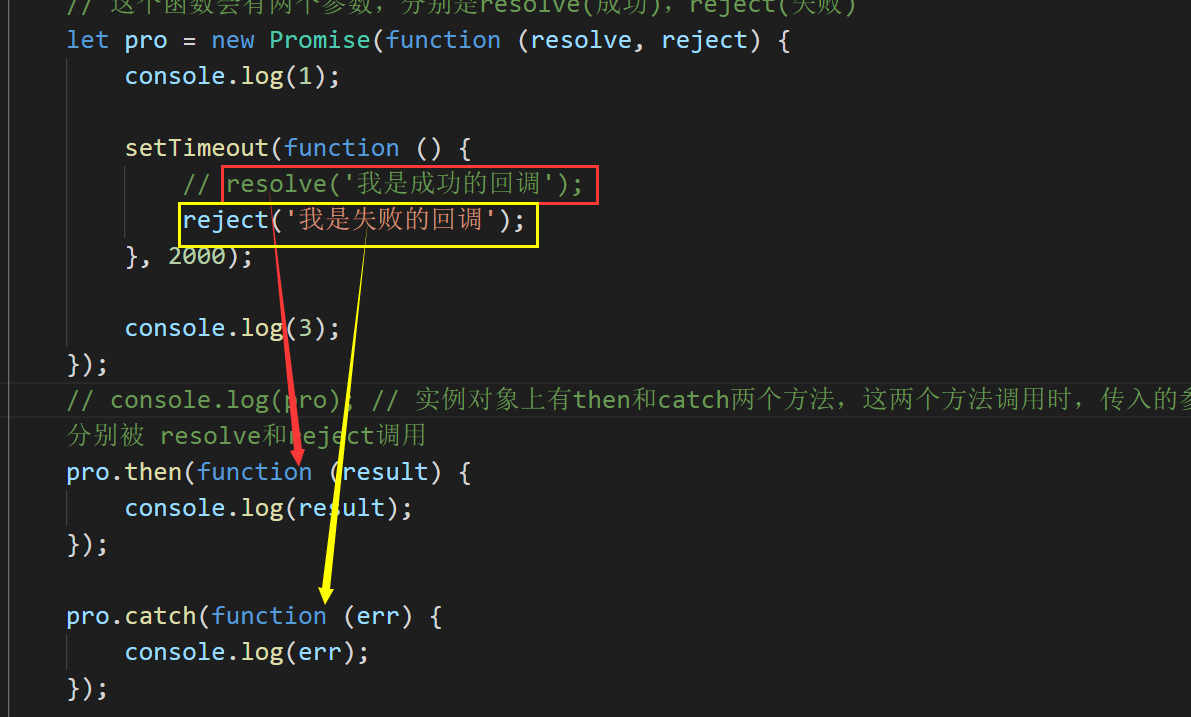 // 这个函数会有两个参数，分别是resolve(成功)，reject(失败)
let pro = new Promise(function (resolve, reject) {
console.log(1);
setTimeout(function () {
// resolve('我是成功的回调');
reject('我是失败的回调');
}, 2000);
console.log(3);
});
// console.log(pro); // 实例对象上有then和catch两个方法，这两个方法调用时，传入的
分别被 resolve和reject调用
pro.then(function (result) {
console.log(result);
});
pro.catch(function (err) {
console.log(err);
});